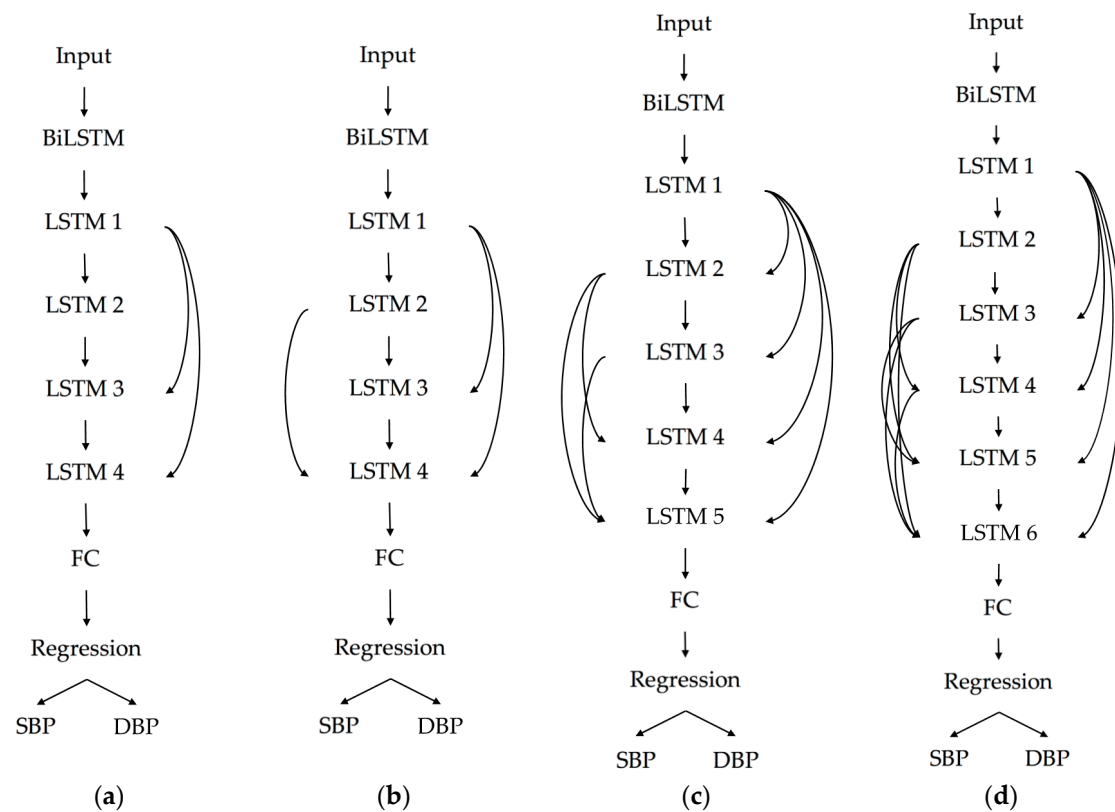 Input
BiLSTM
LSTM 1
LSTM 2
LSTM 3
LSTM 4
FC
Regression
SBP DBP
(a)
Input
BiLSTM
LSTM 1
LSTM 2
LSTM 3
LSTM 4
FC
Regression
SBP DBP
(b)
Input
BiLSTM
LSTM 1
LSTM 2
LSTM 3
LSTM 4
LSTM 5
FC
Regression
SBP DBP
(c)
Input
BiLSTM
LSTM 1
LSTM 2
LSTM 3
LSTM 4
LSTM 5
LSTM 6
FC
Regression
SBP DBP
(d)